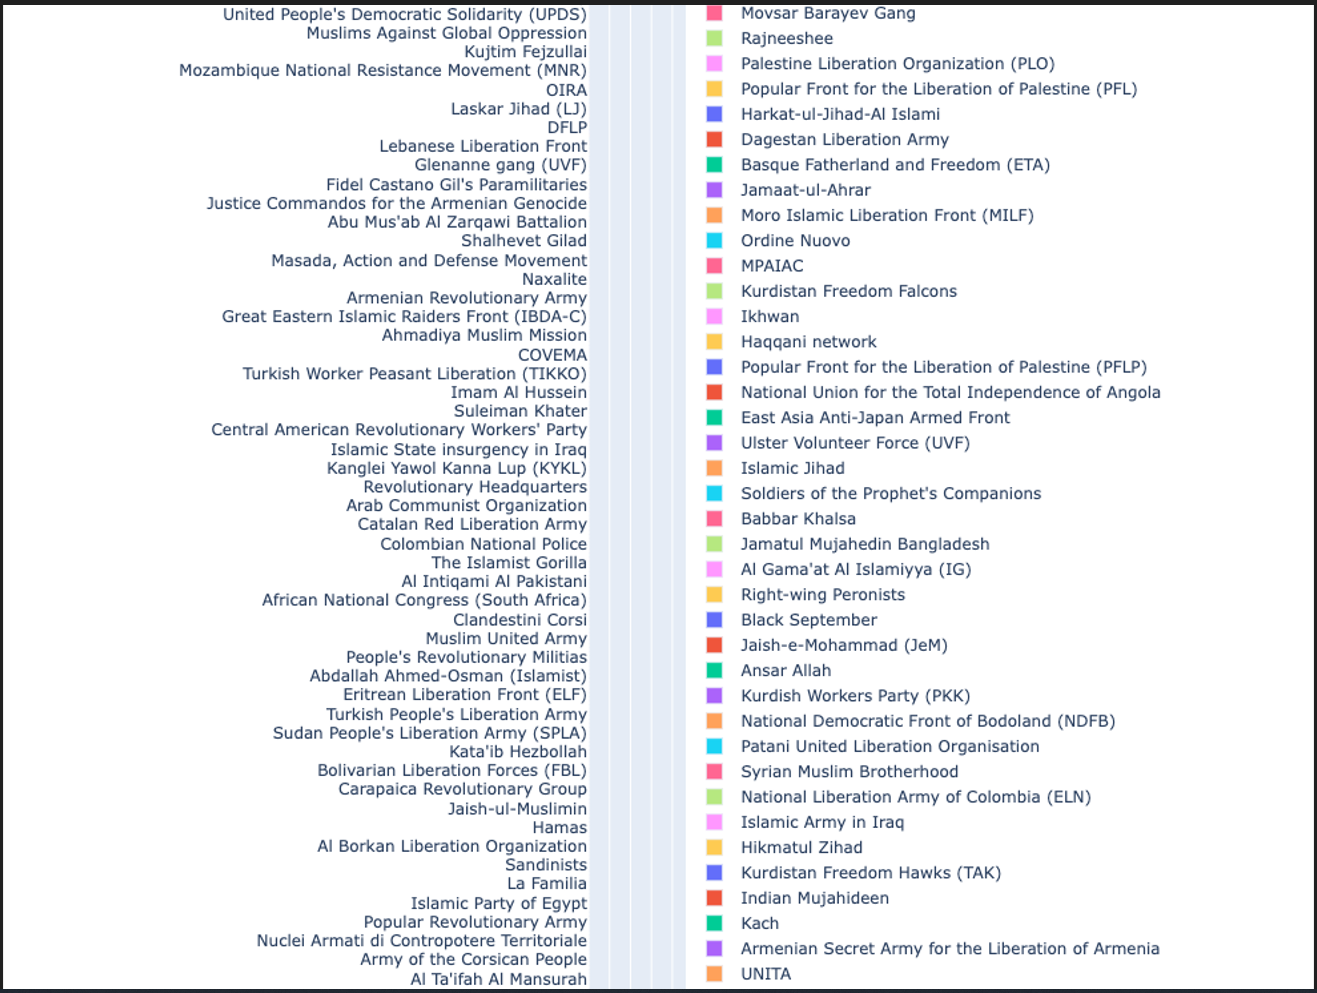 United People's Democratic Solidarity (UPDS)
Muslims Against Global Oppression
Kujtim Fejzullai
Mozambique National Resistance Movement (MNR)
OIRA
Laskar Jihad (LJ)
DFLP
Lebanese Liberation Front
Glenanne gang (UVF)
Fidel Castano Gil's Paramilitaries
Justice Commandos for the Armenian Genocide
Abu Mus'ab Al Zarqawi Battalion
Shalhevet Gilad
Masada, Action and Defense Movement
Naxalite
Armenian Revolutionary Army
Great Eastern Islamic Raiders Front (IBDA-C)
Ahmadiya Muslim Mission
COVEMA
Turkish Worker Peasant Liberation (TIKKO)
Imam Al Hussein
Suleiman Khater
Central American Revolutionary Workers' Party
Islamic State insurgency in Iraq
Kanglei Yawol Kanna Lup (KYKL)
Revolutionary Headquarters
Arab Communist Organization
Catalan Red Liberation Army
Colombian National Police
The Islamist Gorilla
Al Intiqami Al Pakistani
African National Congress (South Africa)
Clandestini Corsi
Muslim United Army
People's Revolutionary Militias
Abdallah Ahmed-Osman (Islamist)
Eritrean Liberation Front (ELF)
Turkish People's Liberation Army
Sudan People's Liberation Army (SPLA)
Kata'ib Hezbollah
Bolivarian Liberation Forces (FBL)
Carapaica Revolutionary Group
Jaish-ul-Muslimin
Hamas
Al Borkan Liberation Organization
Sandinists
La Familia
Islamic Party of Egypt
Popular Revolutionary Army
Nuclei Armati di Contropotere Territoriale
Army of the Corsican People
Al Ta'ifah Al Mansurah
Movsar Barayev Gang
Rajneeshee
Palestine Liberation Organization (PLO)
Popular Front for the Liberation of Palestine (PFL)
Harkat-ul-Jihad-Al Islami
Dagestan Liberation Army
Basque Fatherland and Freedom (ETA)
Jamaat-ul-Ahrar
Moro Islamic Liberation Front (MILF)
Ordine Nuovo
MPAIAC
Kurdistan Freedom Falcons
Ikhwan
Haqqani network
Popular Front for the Liberation of Palestine (PFLP)
National Union for the Total Independence of Angola
East Asia Anti-Japan Armed Front
Ulster Volunteer Force (UVF)
Islamic Jihad
Soldiers of the Prophet's Companions
Babbar Khalsa
Jamatul Mujahedin Bangladesh
Al Gama'at Al Islamiyya (IG)
Right-wing Peronists
Black September
Jaish-e-Mohammad (JeM)
Ansar Allah
Kurdish Workers Party (PKK)
National Democratic Front of Bodoland (NDFB)
Patani United Liberation Organisation
Syrian Muslim Brotherhood
National Liberation Army of Colombia (ELN)
Islamic Army in Iraq
Hikmatul Zihad
Kurdistan Freedom Hawks (TAK)
Indian Mujahideen
Kach
Armenian Secret Army for the Liberation of Armenia
UNITA